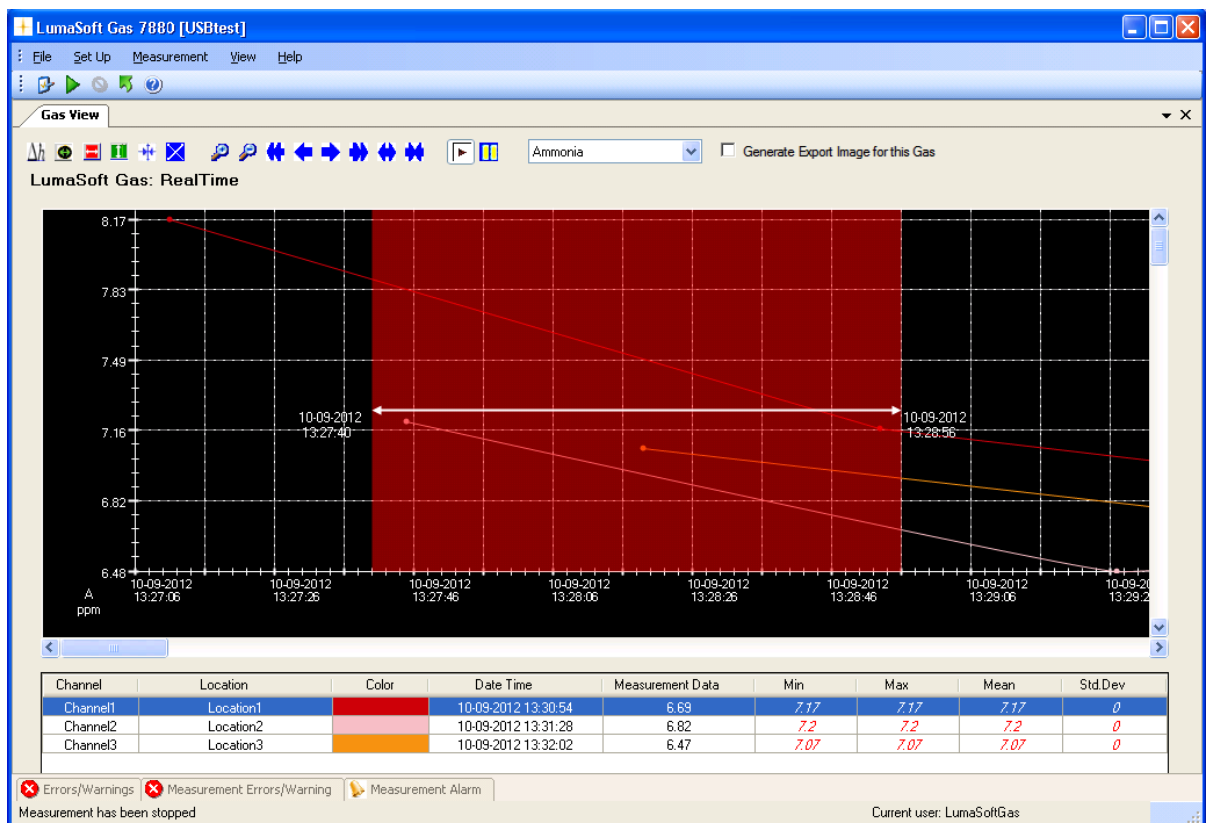 LumaSoft Gas 7880 [USBtest]
File Set Up Measurement View Help
Gas View
Δh Ammonia Generate Export Image for this Gas
LumaSoft Gas: RealTime
8.17
7.83
7.49
10-09-2012 10-09-2012
13:27:40 13:28:56
7.16
6.82
6.48
10-09-2012 10-09-2012 10-09-2012 10-09-2012 10-09-2012 10-09-2012 10-09-2012 10-09-20
A 13:27:06 13:27:26 13:27:46 13:28:06 13:28:26 13:28:46 13:29:06 13:29:2
ppm
Channel Location Color Date Time Measurement Data Min Max Mean Std.Dev
Channel1 Location1 10-09-2012 13:30:54 6.69 7.17 7.17 7.17 0
Channel2 Location2 10-09-2012 13:31:28 6.82 7.2 7.2 7.2 0
Channel3 Location3 10-09-2012 13:32:02 6.47 7.07 7.07 7.07 0
Errors/Warnings Measurement Errors/Warning Measurement Alarm
Measurement has been stopped Current user: LumaSoftGas